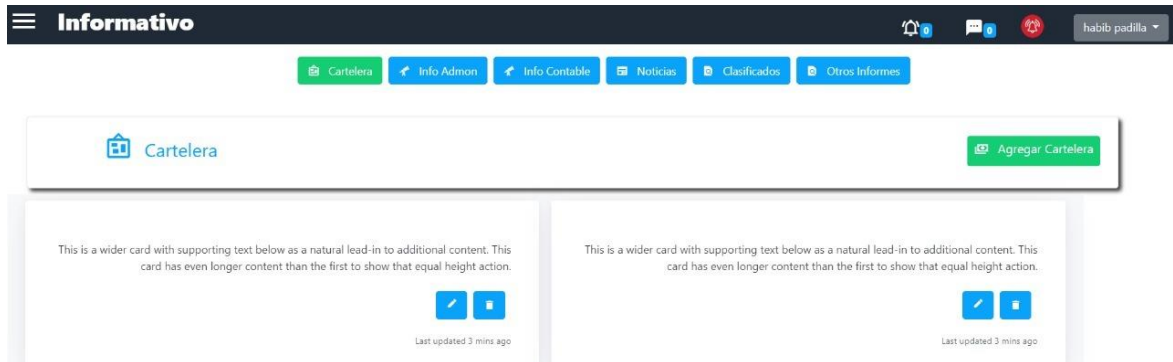 Informativo
0
0
habib padilla
Cartelera
Info Admon
Info Contable
Noticias
Clasificados
Otros Informes
Cartelera
Agregar Cartelera
This is a wider card with supporting text below as a natural lead-in to additional content. This
card has even longer content than the first to show that equal height action.
Last updated 3 mins ago
This is a wider card with supporting text below as a natural lead-in to additional content. This
card has even longer content than the first to show that equal height action.
Last updated 3 mins ago